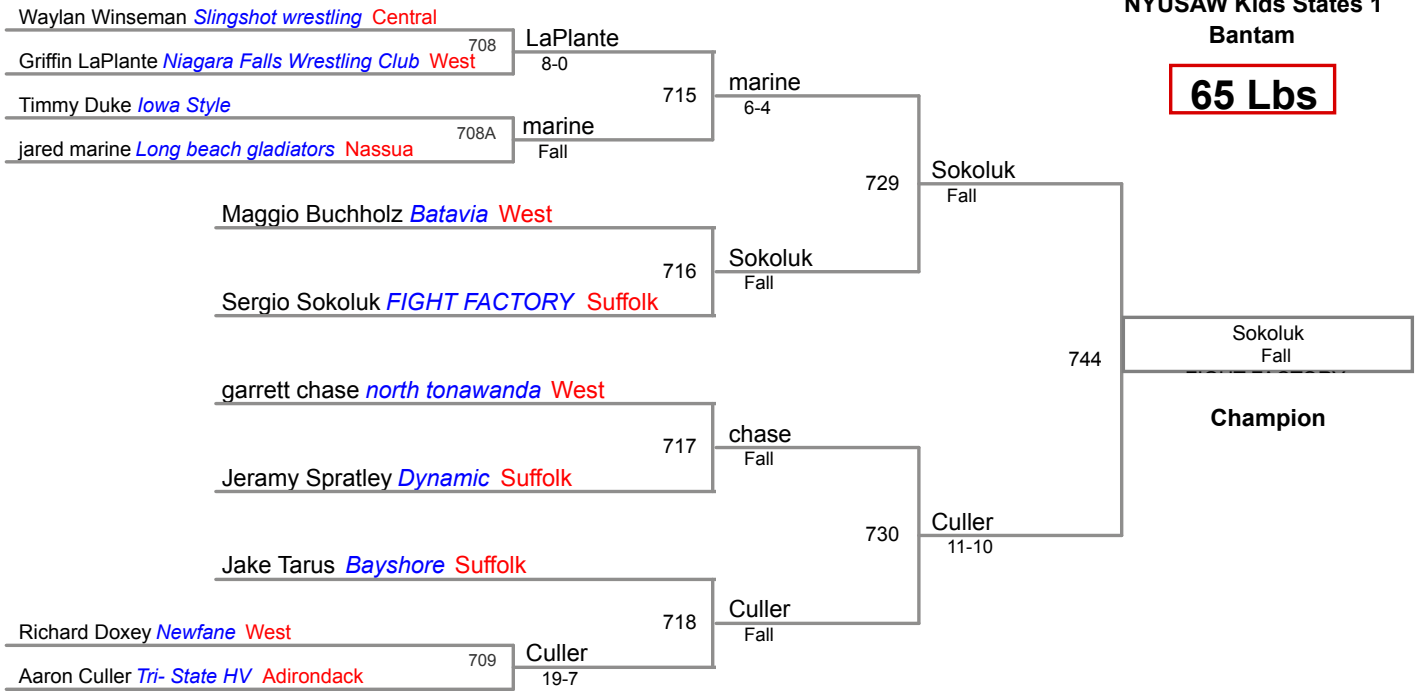 NYUSAW Kids States 1
Bantam
65 Lbs
Waylan Winseman Slingshot wrestling Central
708
LaPlante
8-0
Griffin LaPlante Niagara Falls Wrestling Club West
715
marine
6-4
Timmy Duke Iowa Style
708A
marine
Fall
jared marine Long beach gladiators Nassua
729
Sokoluk
Fall
Maggio Buchholz Batavia West
716
Sokoluk
Fall
Sergio Sokoluk FIGHT FACTORY Suffolk
744
Sokoluk
Fall
Champion
garrett chase north tonawanda West
717
chase
Fall
Jeramy Spratley Dynamic Suffolk
730
Culler
11-10
Jake Tarus Bayshore Suffolk
718
Culler
Fall
Richard Doxey Newfane West
709
Culler
19-7
Aaron Culler Tri- State HV Adirondack